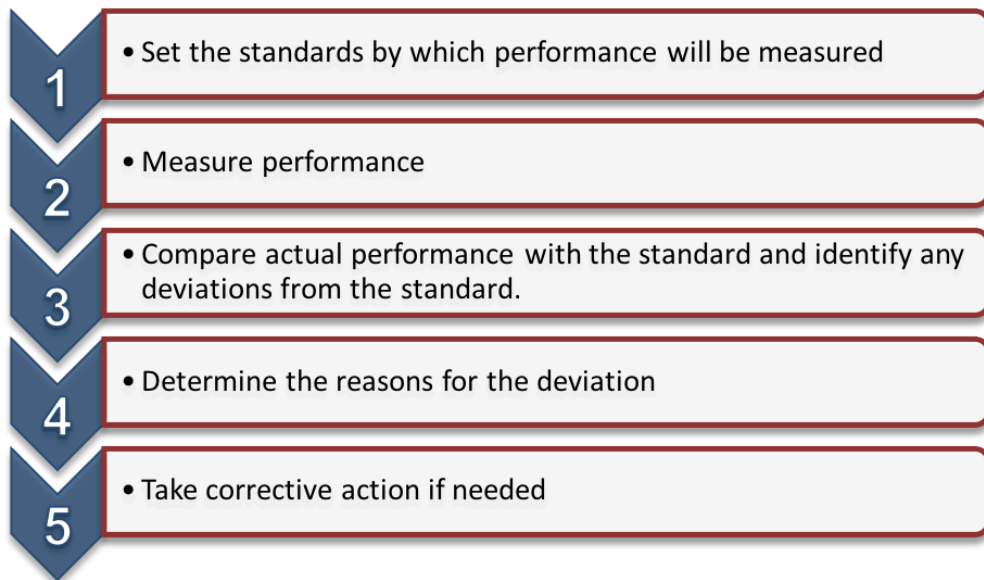 1
• Set the standards by which performance will be measured
2
• Measure performance
3
• Compare actual performance with the standard and identify any
deviations from the standard.
4
• Determine the reasons for the deviation
5
• Take corrective action if needed